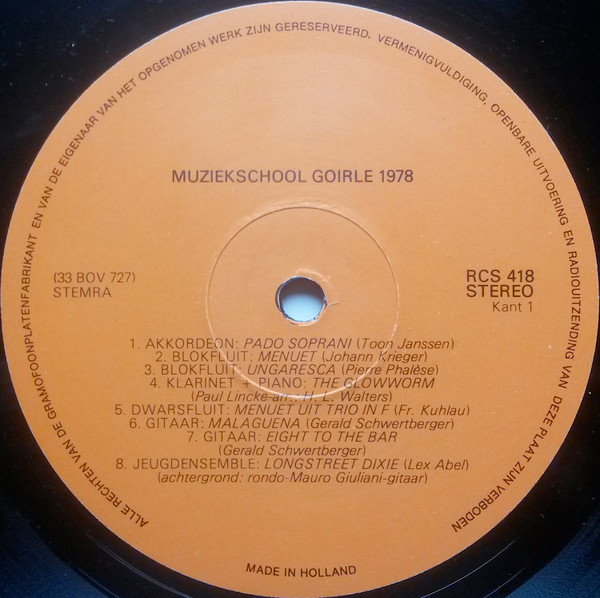 ALLE RECHTEN VAN DE GRAMOFOONPLATENFABRIKANT EN VAN DE EIGENAAR VAN HET OPGENOMEN WERK ZIJN GERESERVEERD. VERMENIGVULDIGING, OPENBARE UITVOERING EN RADIOUITZENDING VAN DEZE PLAAT ZIJN VERBODEN
MUZIEKSCHOOL GOIRLE 1978
(33 BOV 727)
STEMRA
RCS 418
STEREO
Kant 1
1. AKKORDEON: PADO SOPRANI (Toon Janssen)
2. BLOKFLUIT: MENUET (Johann Krieger)
3. BLOKFLUIT: UNGARESCA (Pierre Phalèse)
4. KLARINET + PIANO: THE GLOWWORM
(Paul Lincke-arr. H. L. Walters)
5. DWARSFLUIT: MENUET UIT TRIO IN F (Fr. Kuhlau)
6. GITAAR: MALAGUENA (Gerald Schwertberger)
7. GITAAR: EIGHT TO THE BAR
(Gerald Schwertberger)
8. JEUGDENSEMBLE: LONGSTREET DIXIE (Lex Abel)
(achtergrond: rondo-Mauro Giuliani-gitaar)
MADE IN HOLLAND